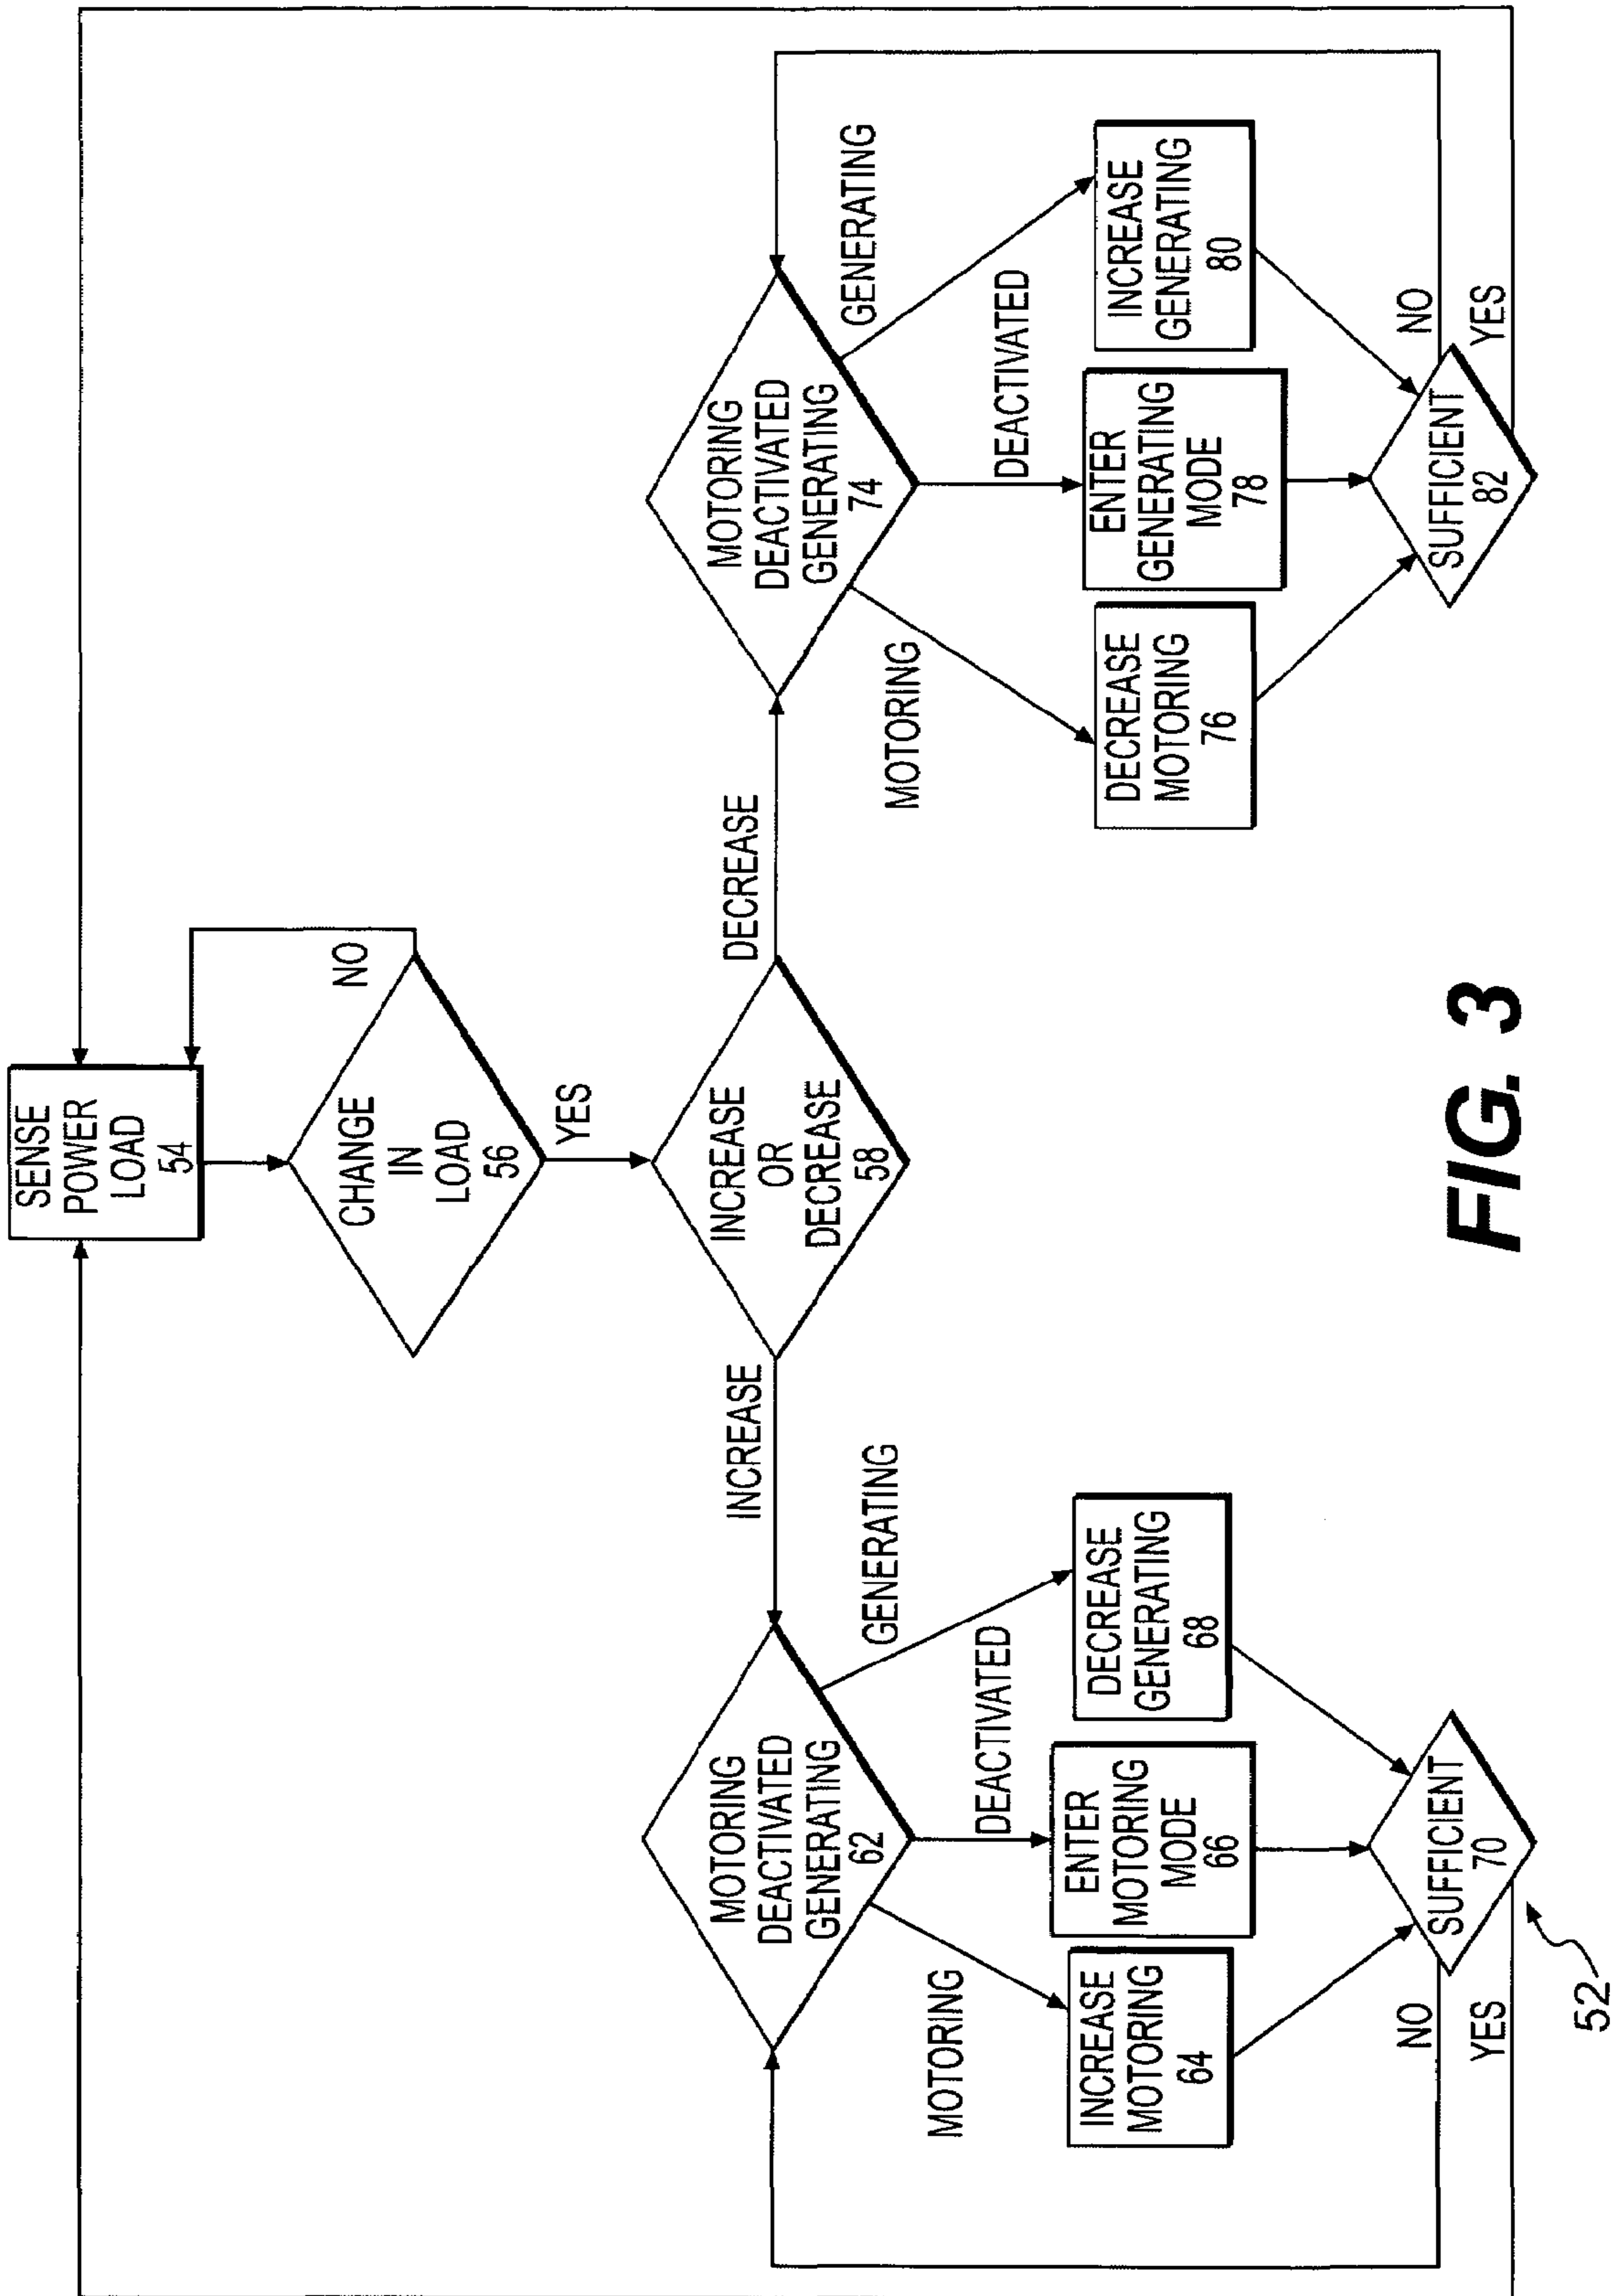 SENSE
POWER
LOAD
54
CHANGE
IN
LOAD
56
NO
YES
INCREASE
OR
DECREASE
58
INCREASE
DECREASE
MOTORING
DEACTIVATED
GENERATING
62
MOTORING
DEACTIVATED
GENERATING
INCREASE
MOTORING
64
ENTER
MOTORING
MODE
66
DECREASE
GENERATING
68
SUFFICIENT
70
NO
YES
52
MOTORING
DEACTIVATED
GENERATING
74
MOTORING
DEACTIVATED
GENERATING
DECREASE
MOTORING
76
ENTER
GENERATING
MODE
78
INCREASE
GENERATING
80
SUFFICIENT
82
NO
YES
FIG. 3